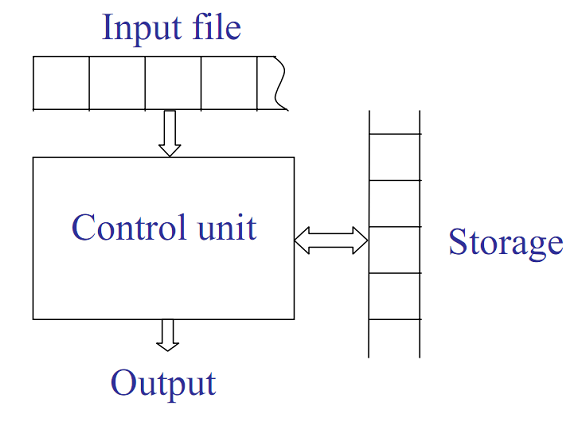 Input file
Control unit
Storage
Output